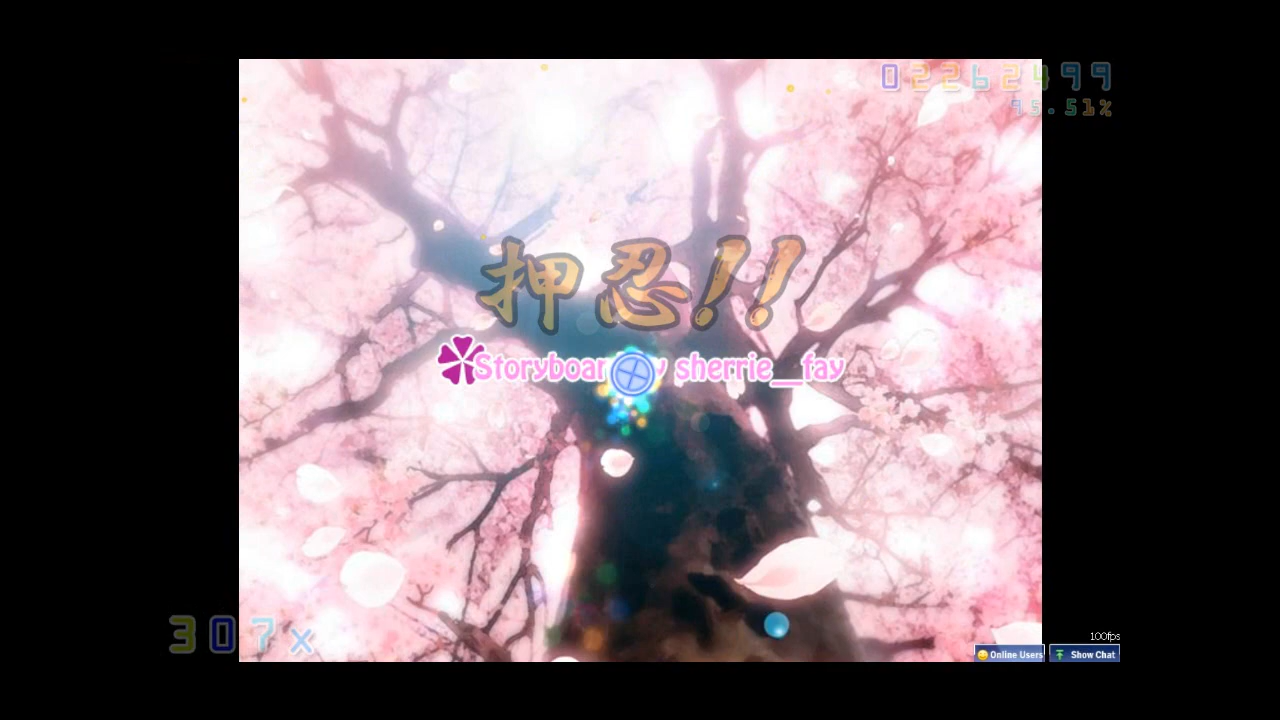 02262499
95.51%
押忍!!
Storyboar y sherrie__fay
307x
100fps
Online Users
Show Chat